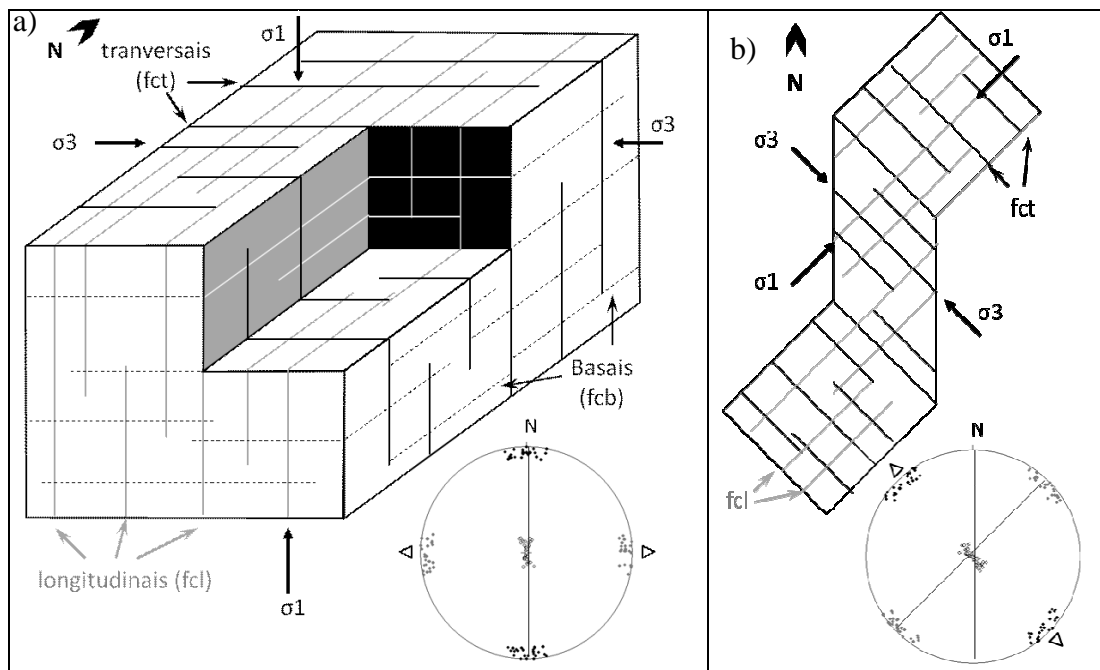 a)
N
tranversais
(fct)
σ1
σ3
σ3
Basais
(fcb)
N
longitudinais (fcl)
σ1
b)
N
σ1
σ3
fct
σ1
σ3
N
fcl